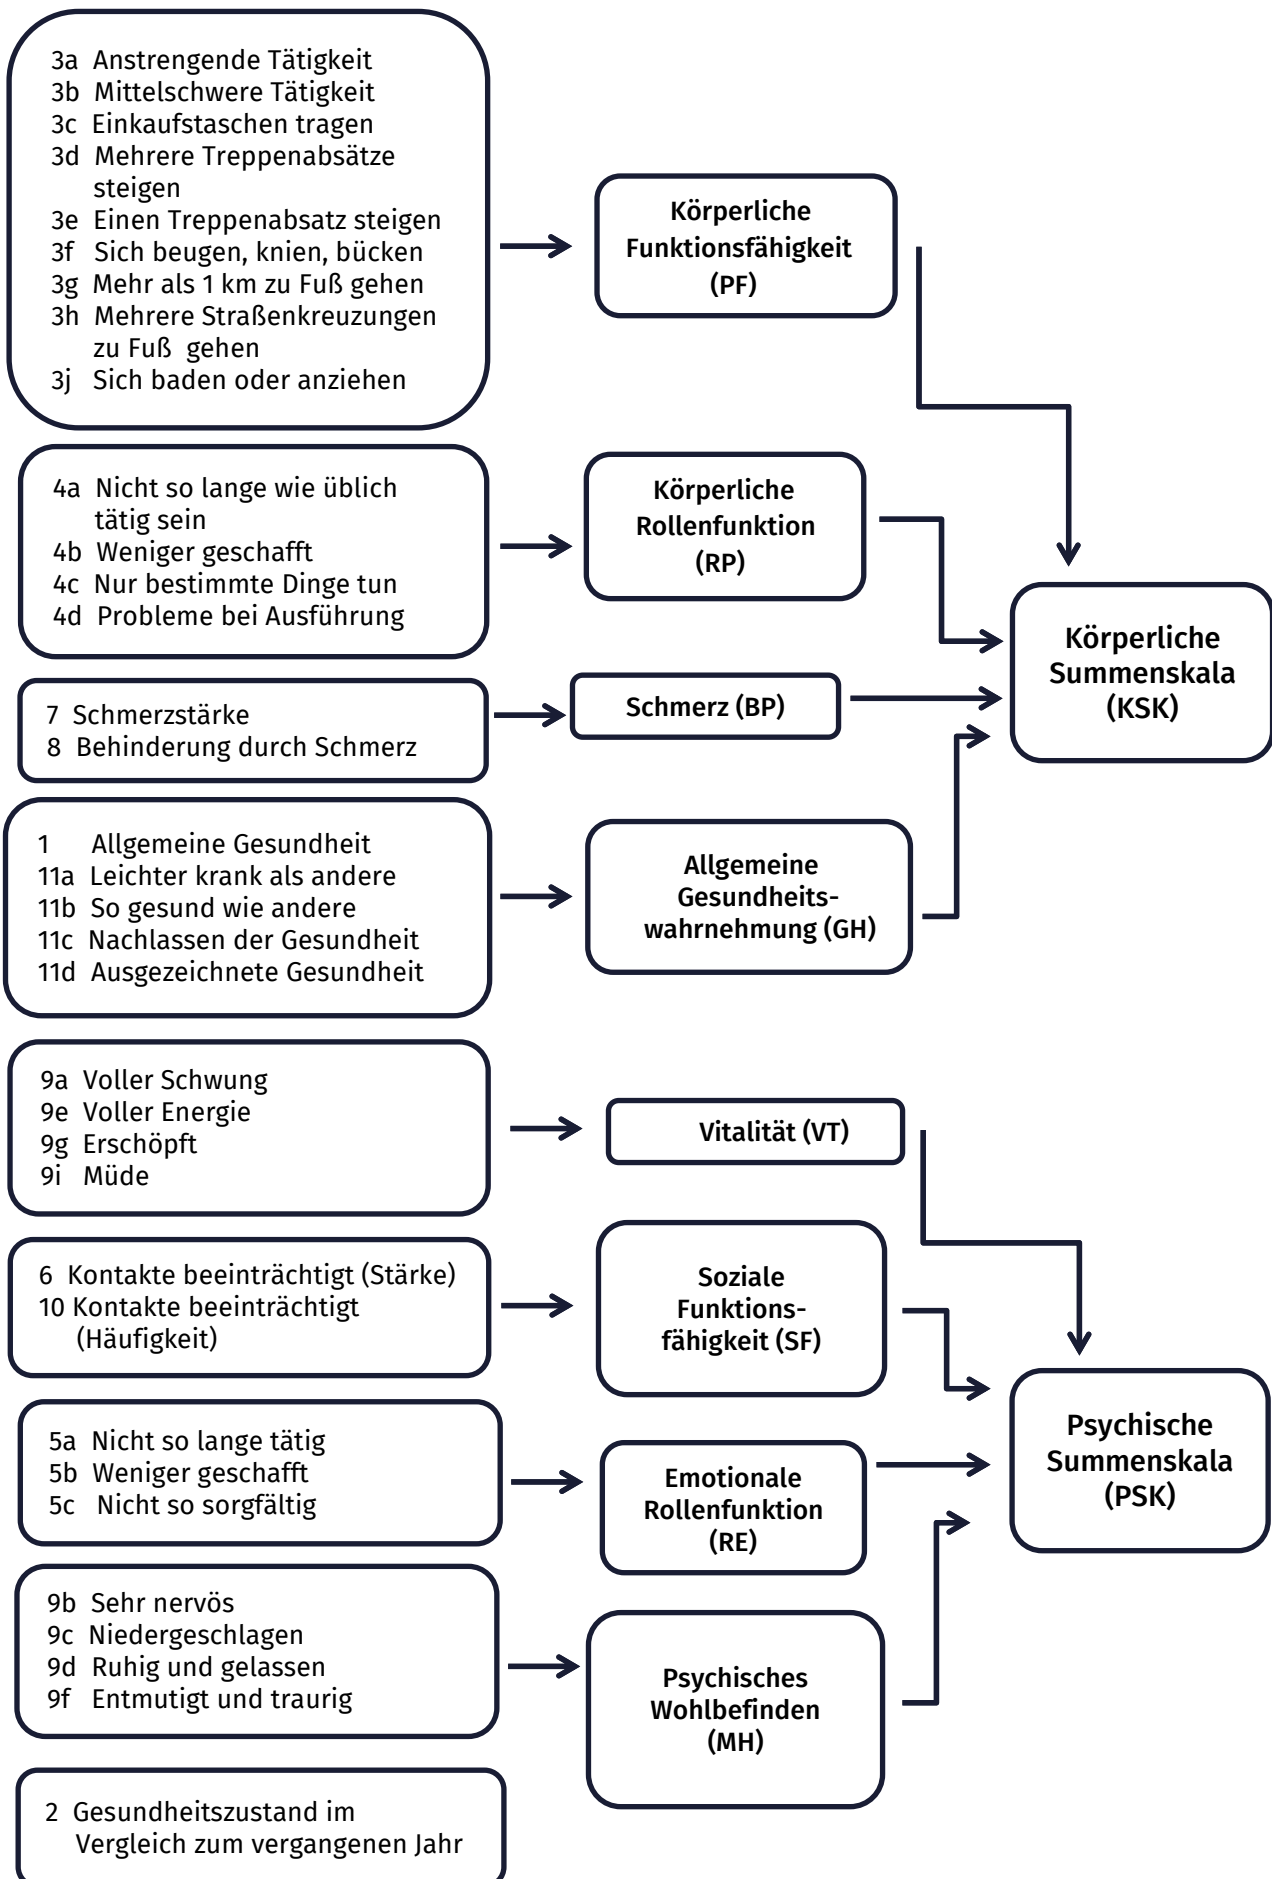 3a Anstrengende Tätigkeit
3b Mittelschwere Tätigkeit
3c Einkaufstaschen tragen
3d Mehrere Treppenabsätze
steigen
3e Einen Treppenabsatz steigen
3f Sich beugen, knien, bücken
3g Mehr als 1 km zu Fuß gehen
3h Mehrere Straßenkreuzungen
zu Fuß gehen
3j Sich baden oder anziehen
Körperliche
Funktionsfähigkeit
(PF)
4a Nicht so lange wie üblich
tätig sein
4b Weniger geschafft
4c Nur bestimmte Dinge tun
4d Probleme bei Ausführung
Körperliche
Rollenfunktion
(RP)
7 Schmerzstärke
8 Behinderung durch Schmerz
Schmerz (BP)
1 Allgemeine Gesundheit
11a Leichter krank als andere
11b So gesund wie andere
11c Nachlassen der Gesundheit
11d Ausgezeichnete Gesundheit
Allgemeine
Gesundheits-
wahrnehmung (GH)
Körperliche
Summenskala
(KSK)
9a Voller Schwung
9e Voller Energie
9g Erschöpft
9i Müde
Vitalität (VT)
6 Kontakte beeinträchtigt (Stärke)
10 Kontakte beeinträchtigt
(Häufigkeit)
Soziale
Funktions-
fähigkeit (SF)
5a Nicht so lange tätig
5b Weniger geschafft
5c Nicht so sorgfältig
Emotionale
Rollenfunktion
(RE)
9b Sehr nervös
9c Niedergeschlagen
9d Ruhig und gelassen
9f Entmutigt und traurig
Psychisches
Wohlbefinden
(MH)
Psychische
Summenskala
(PSK)
2 Gesundheitszustand im
Vergleich zum vergangenen Jahr